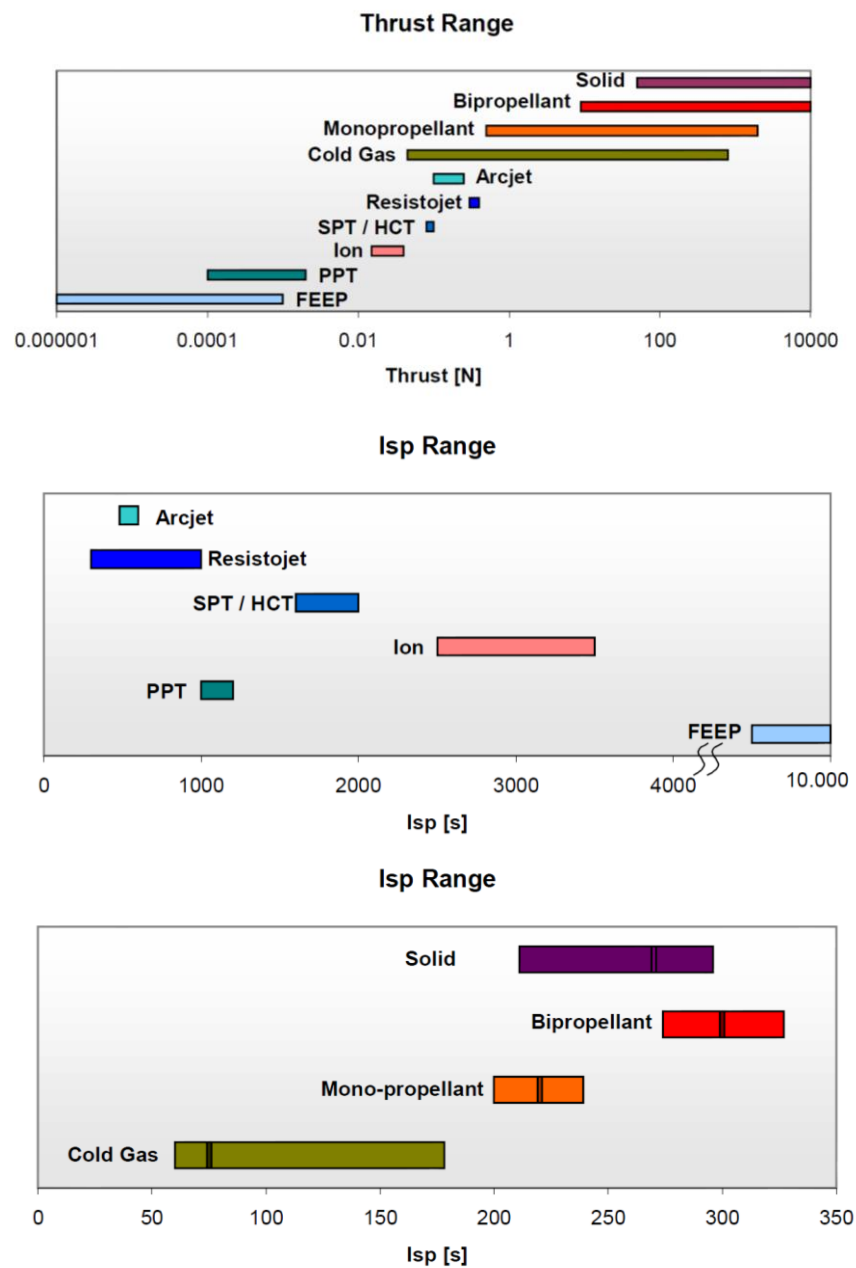 Thrust Range
Solid
Bipropellant
Monopropellant
Cold Gas
Arcjet
Resistojet
SPT / HCT
Ion
PPT
FEEP
0.000001 0.0001 0.01 1 100 10000
Thrust [N]
Isp Range
Arcjet
Resistojet
SPT / HCT
Ion
PPT
FEEP
0 1000 2000 3000 4000 10.000
Isp [s]
Isp Range
Solid
Bipropellant
Mono-propellant
Cold Gas
0 50 100 150 200 250 300 350
Isp [s]